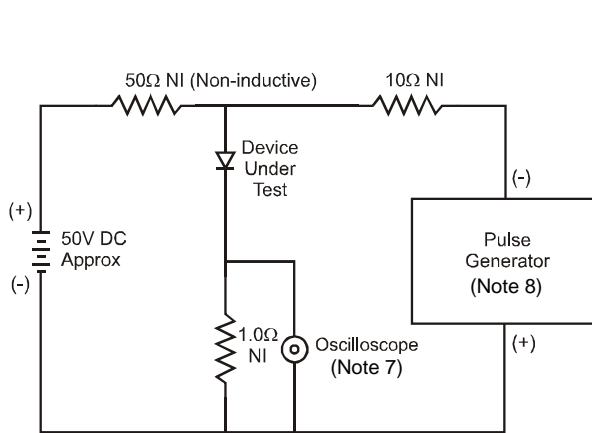 50Ω NI (Non-inductive)
10Ω NI
Device
Under
Test
(-)
(+)
50V DC
Approx
(-)
Pulse
Generator
(Note 8)
1.0Ω
NI
Oscilloscope
(Note 7)
(+)